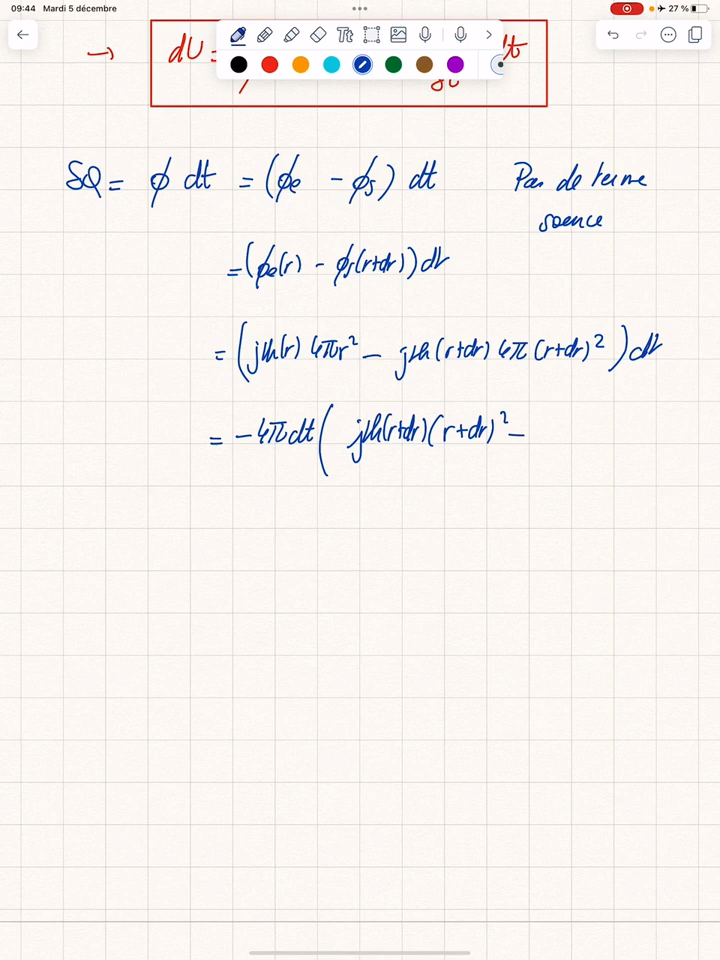 09:44 Mardi 5 décembre
27 %
→ dU = dt
δQ = ϕ dt = (ϕe - ϕs) dt Pas de terme
source
= (ϕe(r) - ϕs(r+dr)) dt
= (jth(r) 4πr² - jth(r+dr) 4π(r+dr)²) dt
= -4πdt ( jth(r+dr)(r+dr)² -